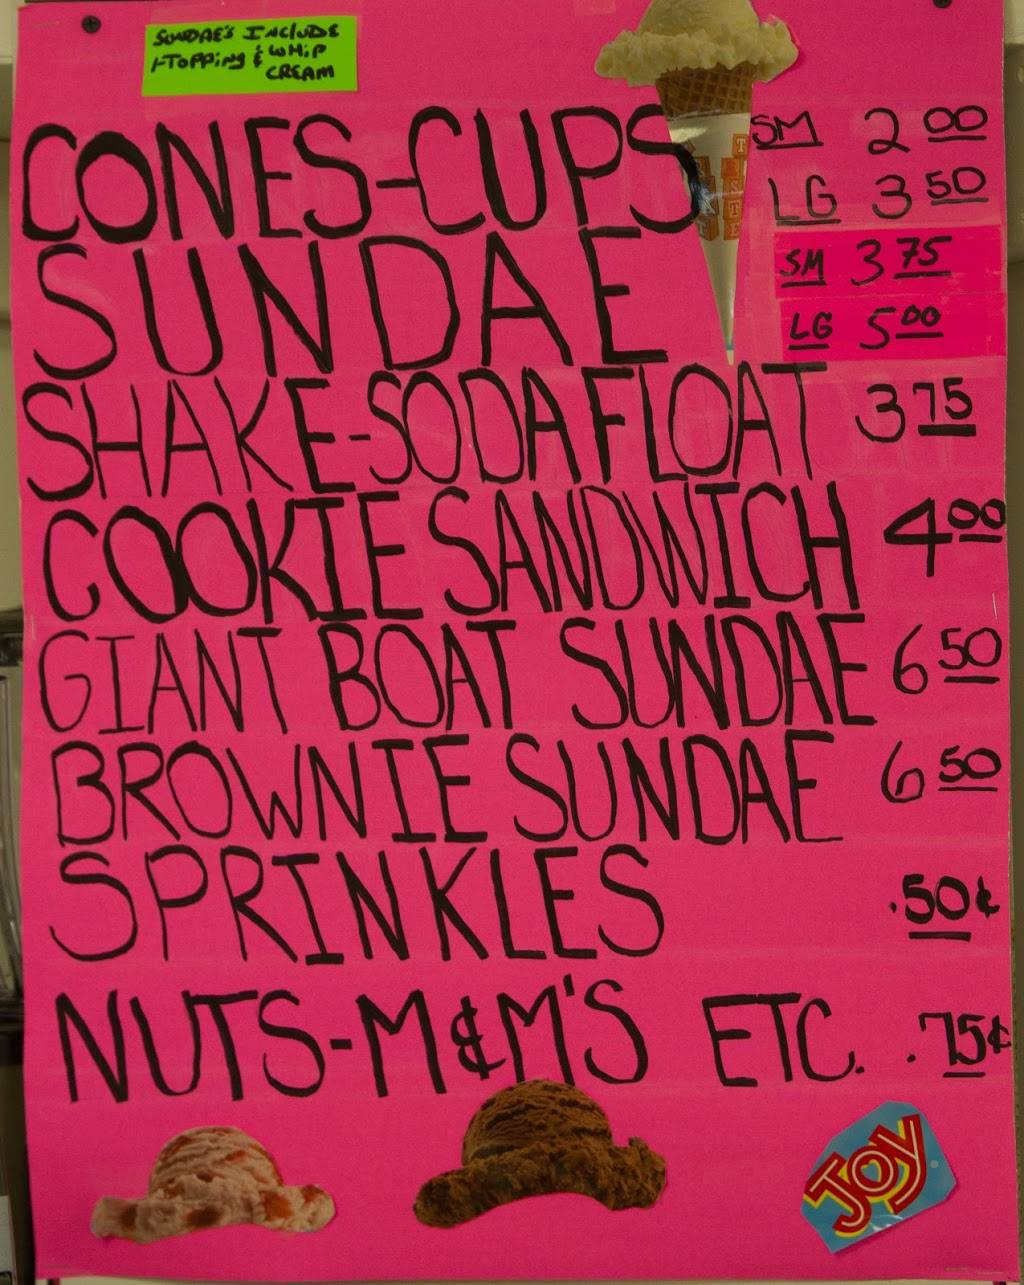 SUNDAE'S INCLUDE
1-TOPPING & WHIP
CREAM
CONES-CUPS SM 2 00
LG 3 50
SUNDAE SM 3 75
LG 5 00
SHAKE-SODA FLOAT 3 75
COOKIE SANDWICH 4 00
GIANT BOAT SUNDAE 6 50
BROWNIE SUNDAE 6 50
SPRINKLES .50¢
NUTS-M&M'S ETC. .75¢
JOY